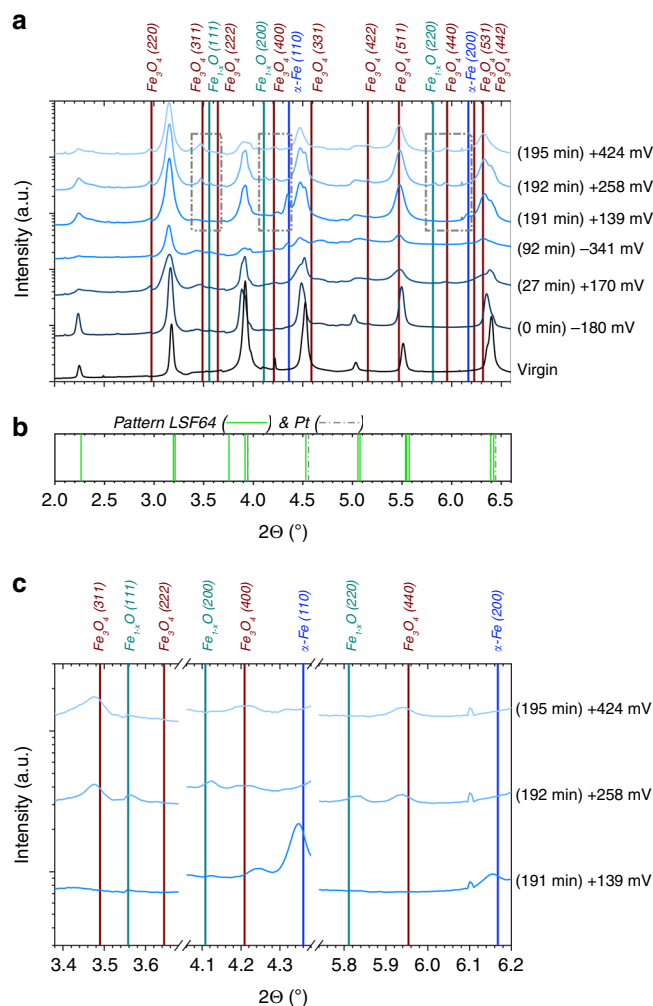 a
Fe3O4 (220)
Fe3O4 (311)
Fe1-xO (111)
Fe3O4 (222)
Fe1-xO (200)
Fe3O4 (400)
α-Fe (110)
Fe3O4 (331)
Fe3O4 (422)
Fe3O4 (511)
Fe1-xO (220)
Fe3O4 (440)
α-Fe (200)
Fe3O4 (531)
Fe3O4 (442)
Intensity (a.u.)
(195 min) +424 mV
(192 min) +258 mV
(191 min) +139 mV
(92 min) –341 mV
(27 min) +170 mV
(0 min) –180 mV
Virgin
b
Pattern LSF64 ( ) & Pt ( )
2.0 2.5 3.0 3.5 4.0 4.5 5.0 5.5 6.0 6.5
2Θ (°)
c
Fe3O4 (311)
Fe1-xO (111)
Fe3O4 (222)
Fe1-xO (200)
Fe3O4 (400)
α-Fe (110)
Fe1-xO (220)
Fe3O4 (440)
α-Fe (200)
Intensity (a.u.)
(195 min) +424 mV
(192 min) +258 mV
(191 min) +139 mV
3.4 3.5 3.6 4.1 4.2 4.3 5.8 5.9 6.0 6.1 6.2
2Θ (°)